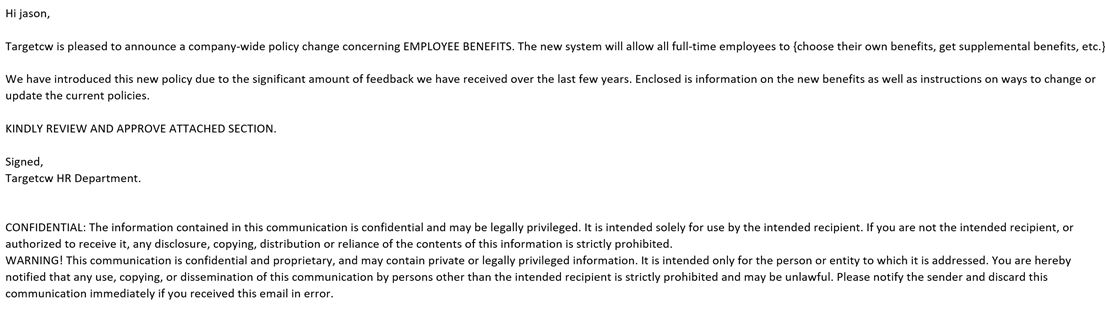 Hi jason,
Targetcw is pleased to announce a company-wide policy change concerning EMPLOYEE BENEFITS. The new system will allow all full-time employees to {choose their own benefits, get supplemental benefits, etc.}
We have introduced this new policy due to the significant amount of feedback we have received over the last few years. Enclosed is information on the new benefits as well as instructions on ways to change or
update the current policies.
KINDLY REVIEW AND APPROVE ATTACHED SECTION.
Signed,
Targetcw HR Department.
CONFIDENTIAL: The information contained in this communication is confidential and may be legally privileged. It is intended solely for use by the intended recipient. If you are not the intended recipient, or
authorized to receive it, any disclosure, copying, distribution or reliance of the contents of this information is strictly prohibited.
WARNING! This communication is confidential and proprietary, and may contain private or legally privileged information. It is intended only for the person or entity to which it is addressed. You are hereby
notified that any use, copying, or dissemination of this communication by persons other than the intended recipient is strictly prohibited and may be unlawful. Please notify the sender and discard this
communication immediately if you received this email in error.